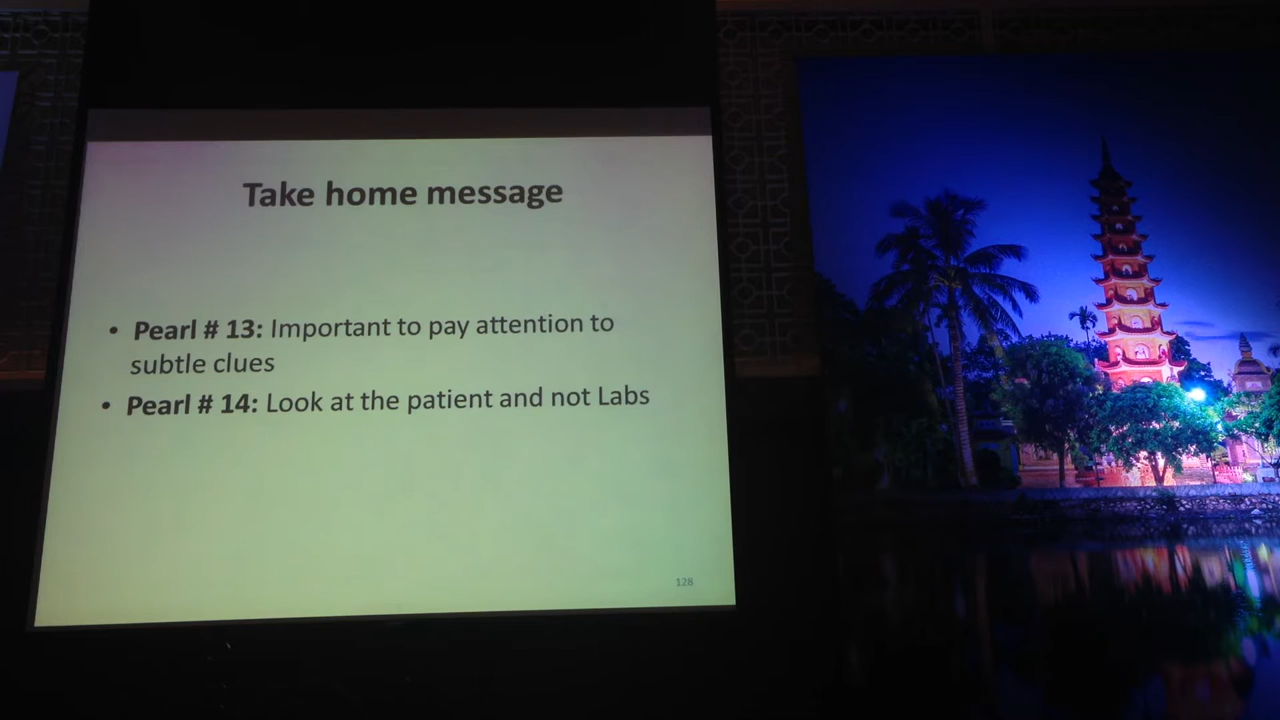 Take home message
• Pearl # 13: Important to pay attention to
subtle clues
• Pearl # 14: Look at the patient and not Labs
128